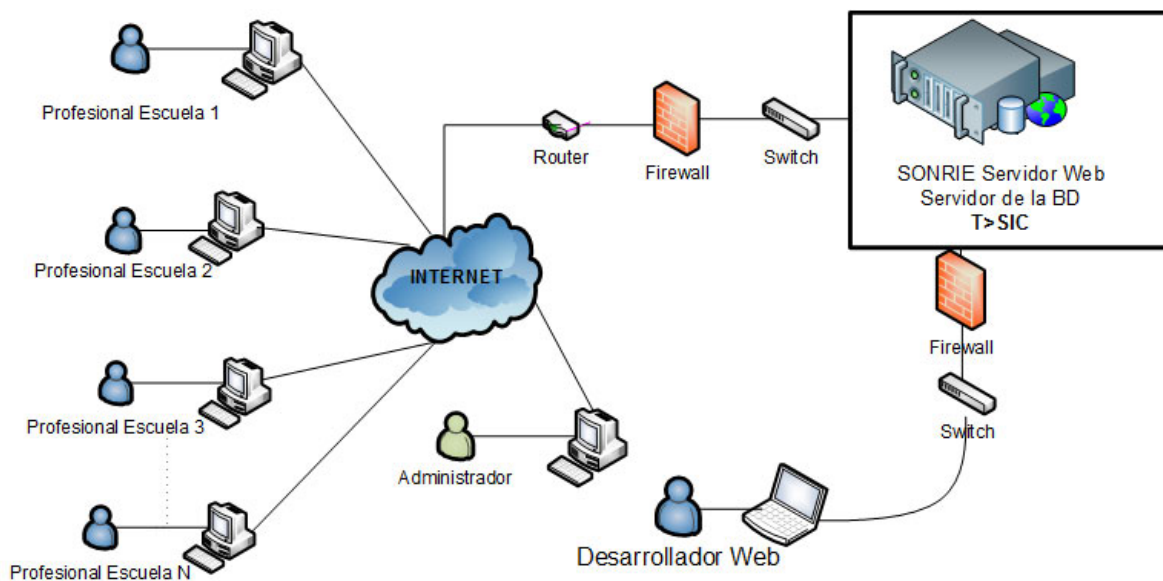 Profesional Escuela 1
Profesional Escuela 2
Profesional Escuela 3
Profesional Escuela N
INTERNET
Administrador
Router
Firewall
Switch
SONRIE Servidor Web
Servidor de la BD
T>SIC
Firewall
Switch
Desarrollador Web